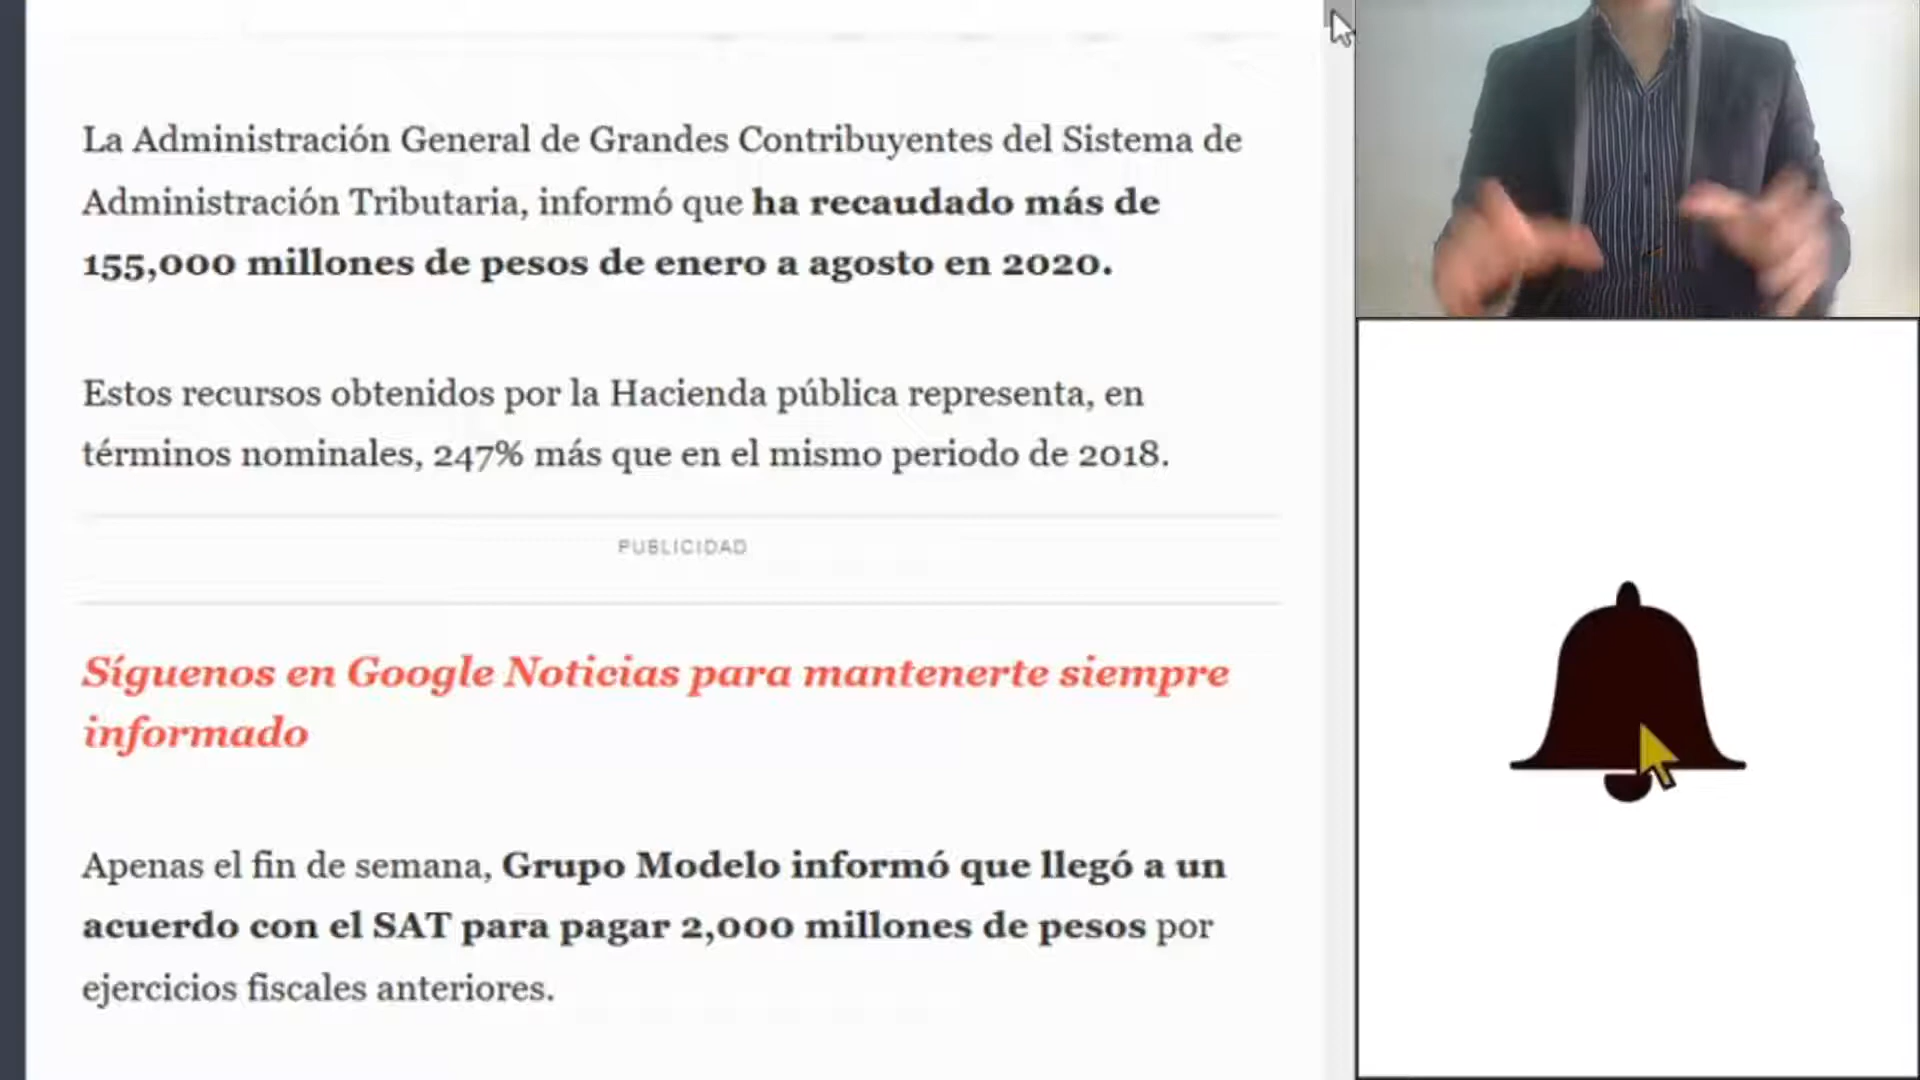 La Administración General de Grandes Contribuyentes del Sistema de
Administración Tributaria, informó que ha recaudado más de
155,000 millones de pesos de enero a agosto en 2020.
Estos recursos obtenidos por la Hacienda pública representa, en
términos nominales, 247% más que en el mismo periodo de 2018.
PUBLICIDAD
Síguenos en Google Noticias para mantenerte siempre
informado
Apenas el fin de semana, Grupo Modelo informó que llegó a un
acuerdo con el SAT para pagar 2,000 millones de pesos por
ejercicios fiscales anteriores.